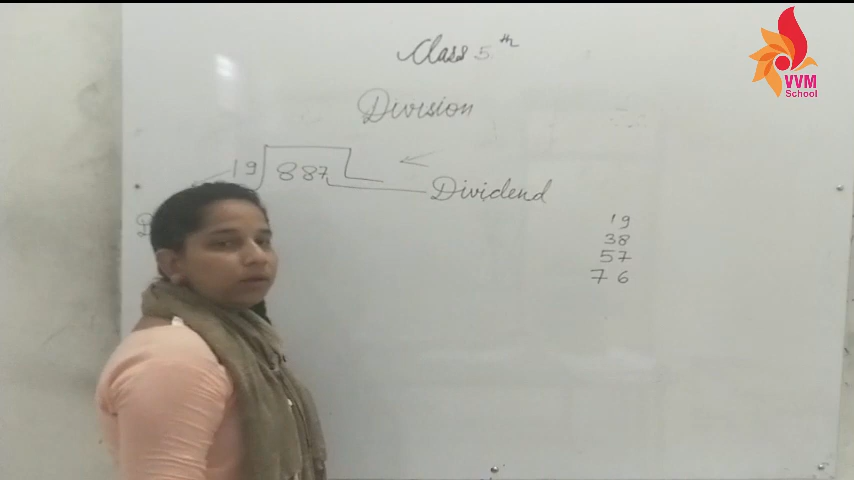 Class 5th
Division
19 887
Dividend
19
38
57
76
VVM
School